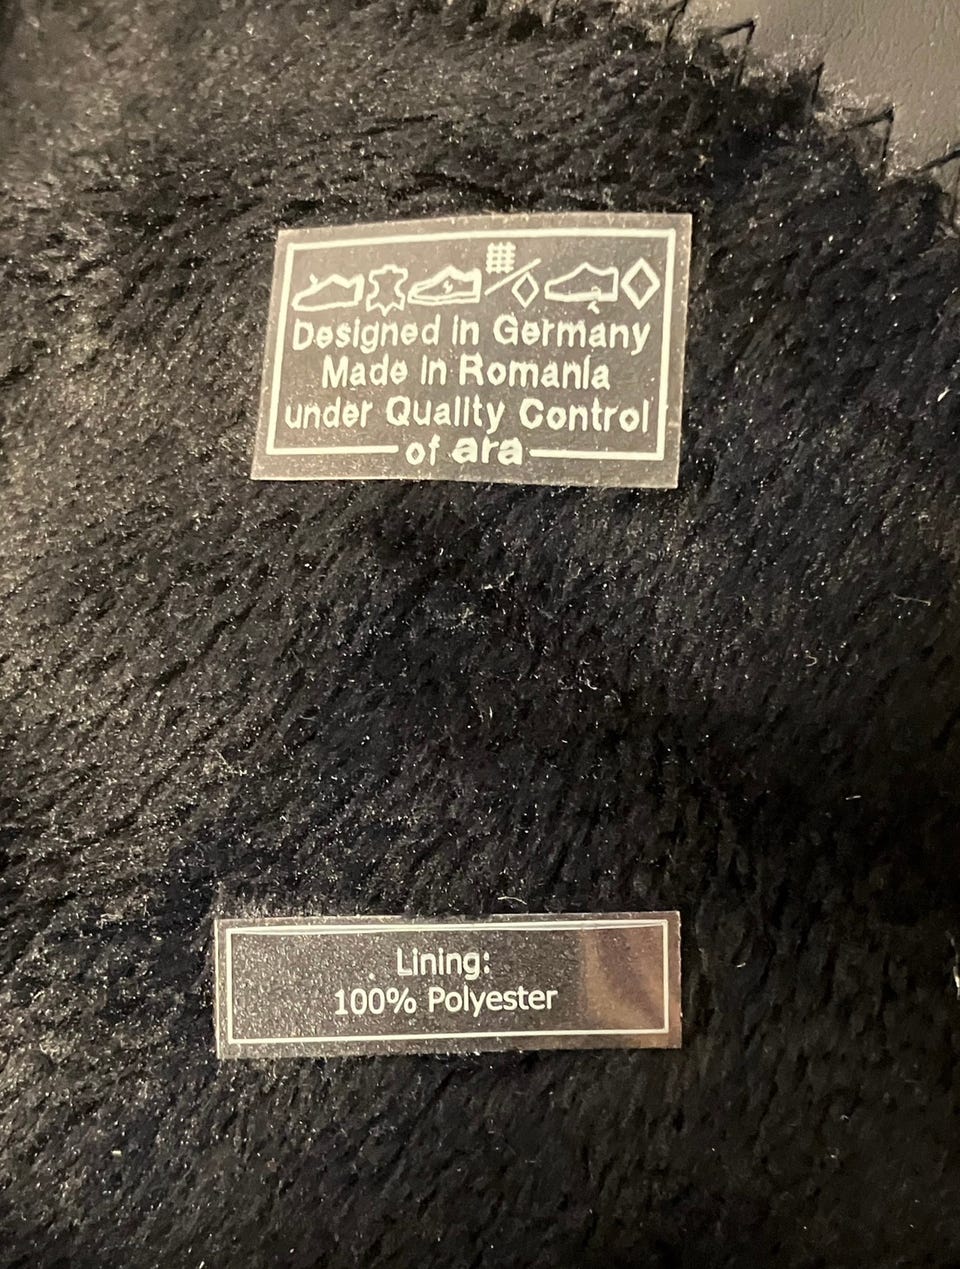 Designed in Germany
Made in Romania
under Quality Control
of ara
Lining:
100% Polyester